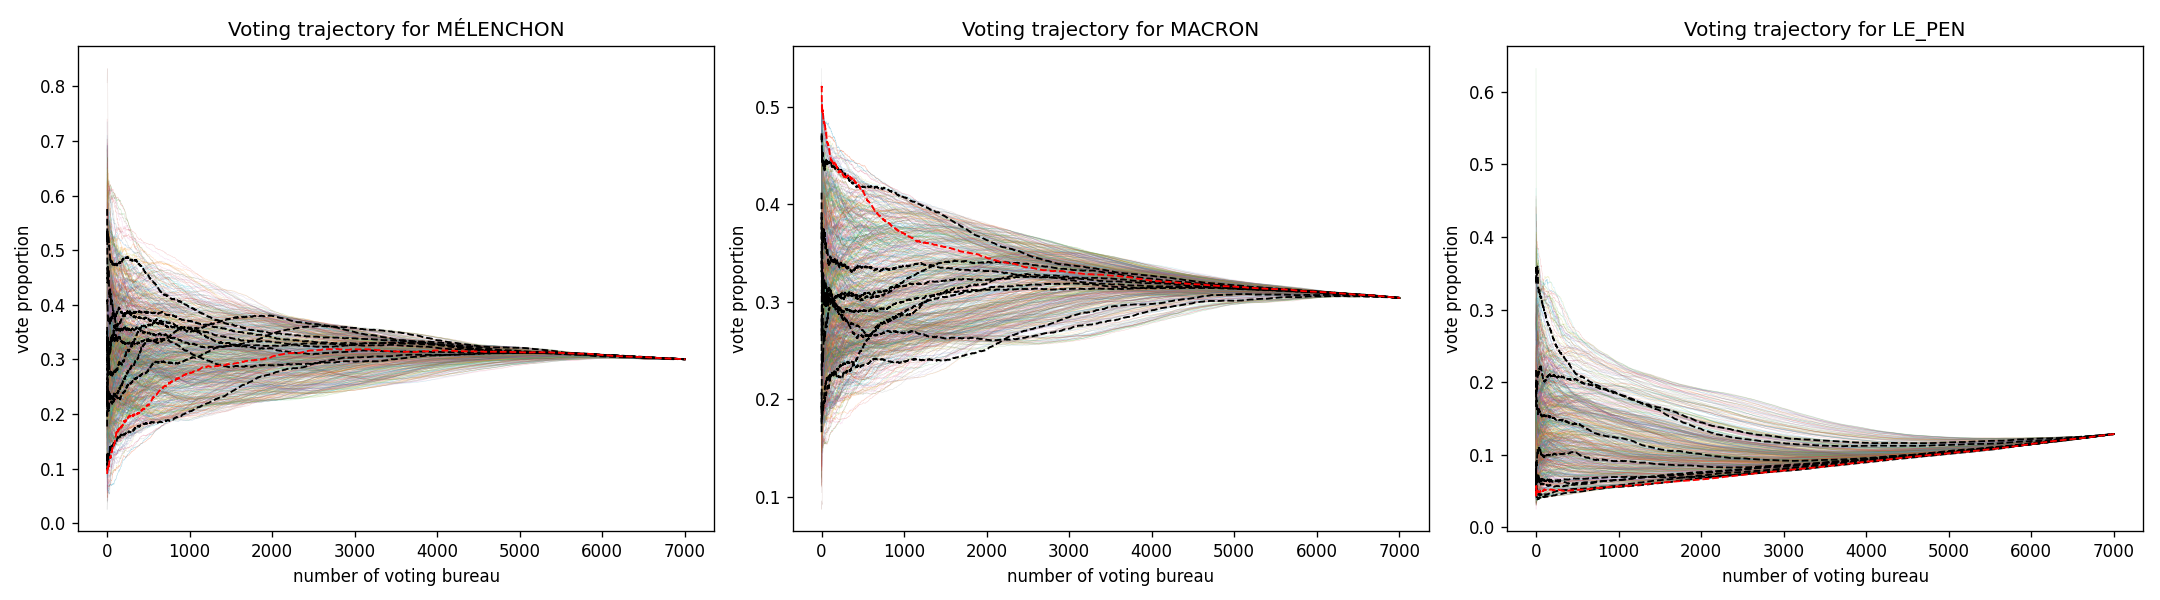 Voting trajectory for MÉLENCHON
vote proportion
0.8
0.7
0.6
0.5
0.4
0.3
0.2
0.1
0.0
0 1000 2000 3000 4000 5000 6000 7000
number of voting bureau
Voting trajectory for MACRON
vote proportion
0.5
0.4
0.3
0.2
0.1
0 1000 2000 3000 4000 5000 6000 7000
number of voting bureau
Voting trajectory for LE_PEN
vote proportion
0.6
0.5
0.4
0.3
0.2
0.1
0.0
0 1000 2000 3000 4000 5000 6000 7000
number of voting bureau